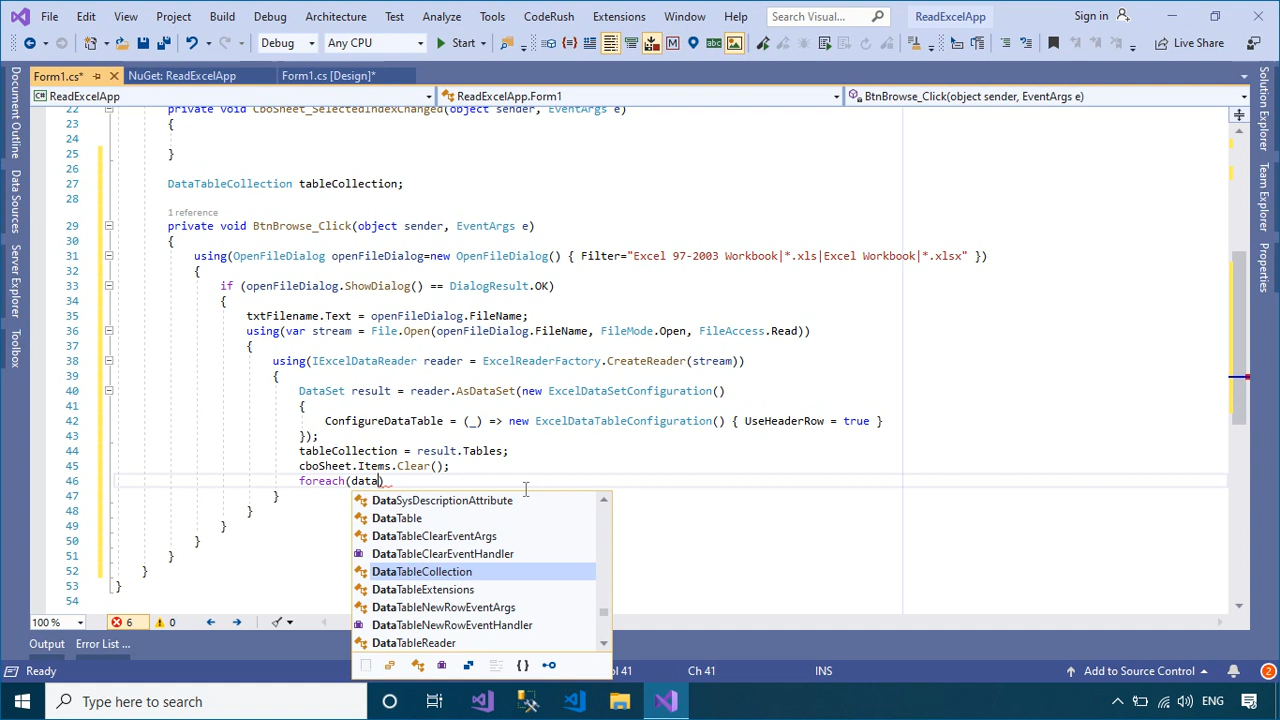 File Edit View Project Build Debug Architecture Test Analyze Tools CodeRush Extensions Window Help Search Visual... ReadExcelApp Sign in
Debug Any CPU Start Live Share
Form1.cs* NuGet: ReadExcelApp Form1.cs [Design]*
ReadExcelApp ReadExcelApp.Form1 BtnBrowse_Click(object sender, EventArgs e)
Document Outline
Data Sources
Server Explorer
Toolbox
Solution Explorer
Team Explorer
Properties
22 private void CboSheet_SelectedIndexChanged(object sender, EventArgs e)
23 {
24
25 }
26
27 DataTableCollection tableCollection;
28
1 reference
29 private void BtnBrowse_Click(object sender, EventArgs e)
30 {
31 using(OpenFileDialog openFileDialog=new OpenFileDialog() { Filter="Excel 97-2003 Workbook|*.xls|Excel Workbook|*.xlsx" })
32 {
33 if (openFileDialog.ShowDialog() == DialogResult.OK)
34 {
35 txtFilename.Text = openFileDialog.FileName;
36 using(var stream = File.Open(openFileDialog.FileName, FileMode.Open, FileAccess.Read))
37 {
38 using(IExcelDataReader reader = ExcelReaderFactory.CreateReader(stream))
39 {
40 DataSet result = reader.AsDataSet(new ExcelDataSetConfiguration()
41 {
42 ConfigureDataTable = (_) => new ExcelDataTableConfiguration() { UseHeaderRow = true }
43 });
44 tableCollection = result.Tables;
45 cboSheet.Items.Clear();
46 foreach(data)
47 }
48 }
49 }
50 }
51 }
52 }
53 }
54
DataSysDescriptionAttribute
DataTable
DataTableClearEventArgs
DataTableClearEventHandler
DataTableCollection
DataTableExtensions
DataTableNewRowEventArgs
DataTableNewRowEventHandler
DataTableReader
100 % 6 0
Output Error List ...
Ready ol 41 Ch 41 INS Add to Source Control 2
Type here to search ENG